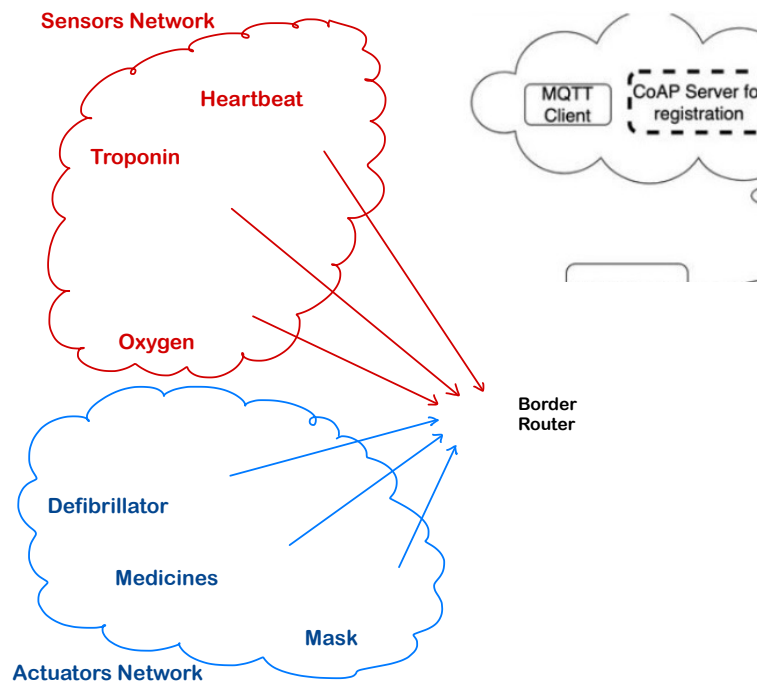 Sensors Network
Heartbeat
Troponin
Oxygen
MQTT
Client
CoAP Server fo
registration
Border
Router
Defibrillator
Medicines
Mask
Actuators Network